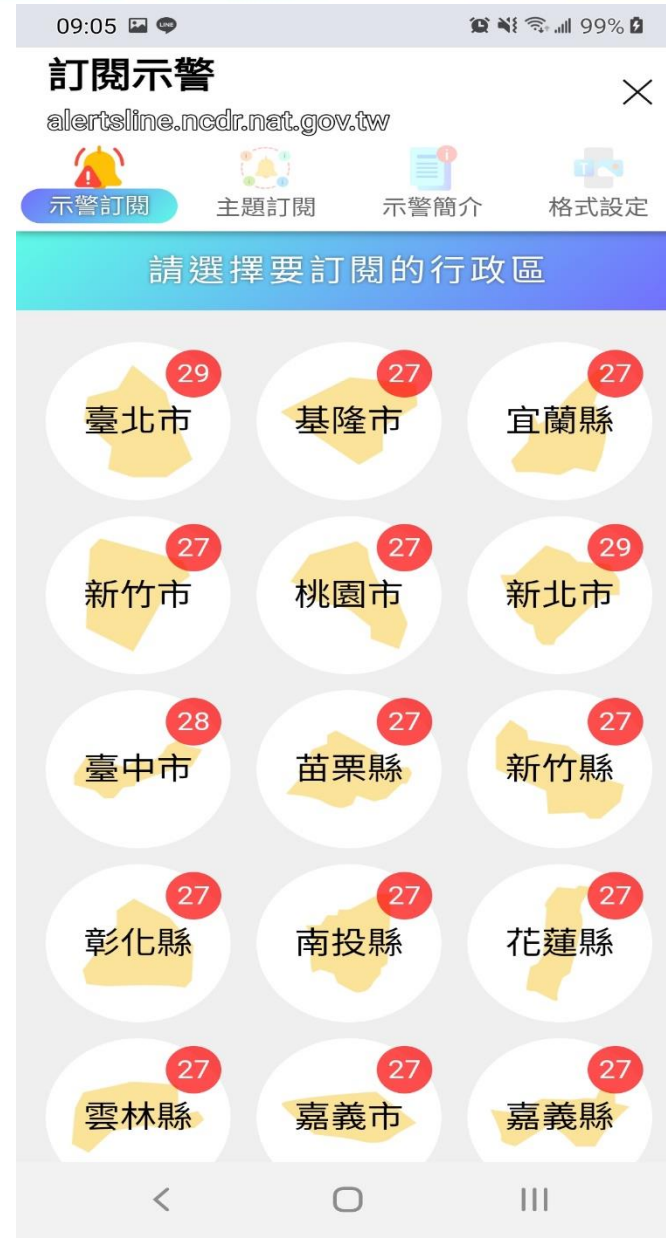 09:05 99%
訂閱示警
alertsline.ncdr.nat.gov.tw
示警訂閱 主題訂閱 示警簡介 格式設定
請選擇要訂閱的行政區
29 27 27
臺北市 基隆市 宜蘭縣
27 27 29
新竹市 桃園市 新北市
28 27 27
臺中市 苗栗縣 新竹縣
27 27 27
彰化縣 南投縣 花蓮縣
27 27 27
雲林縣 嘉義市 嘉義縣